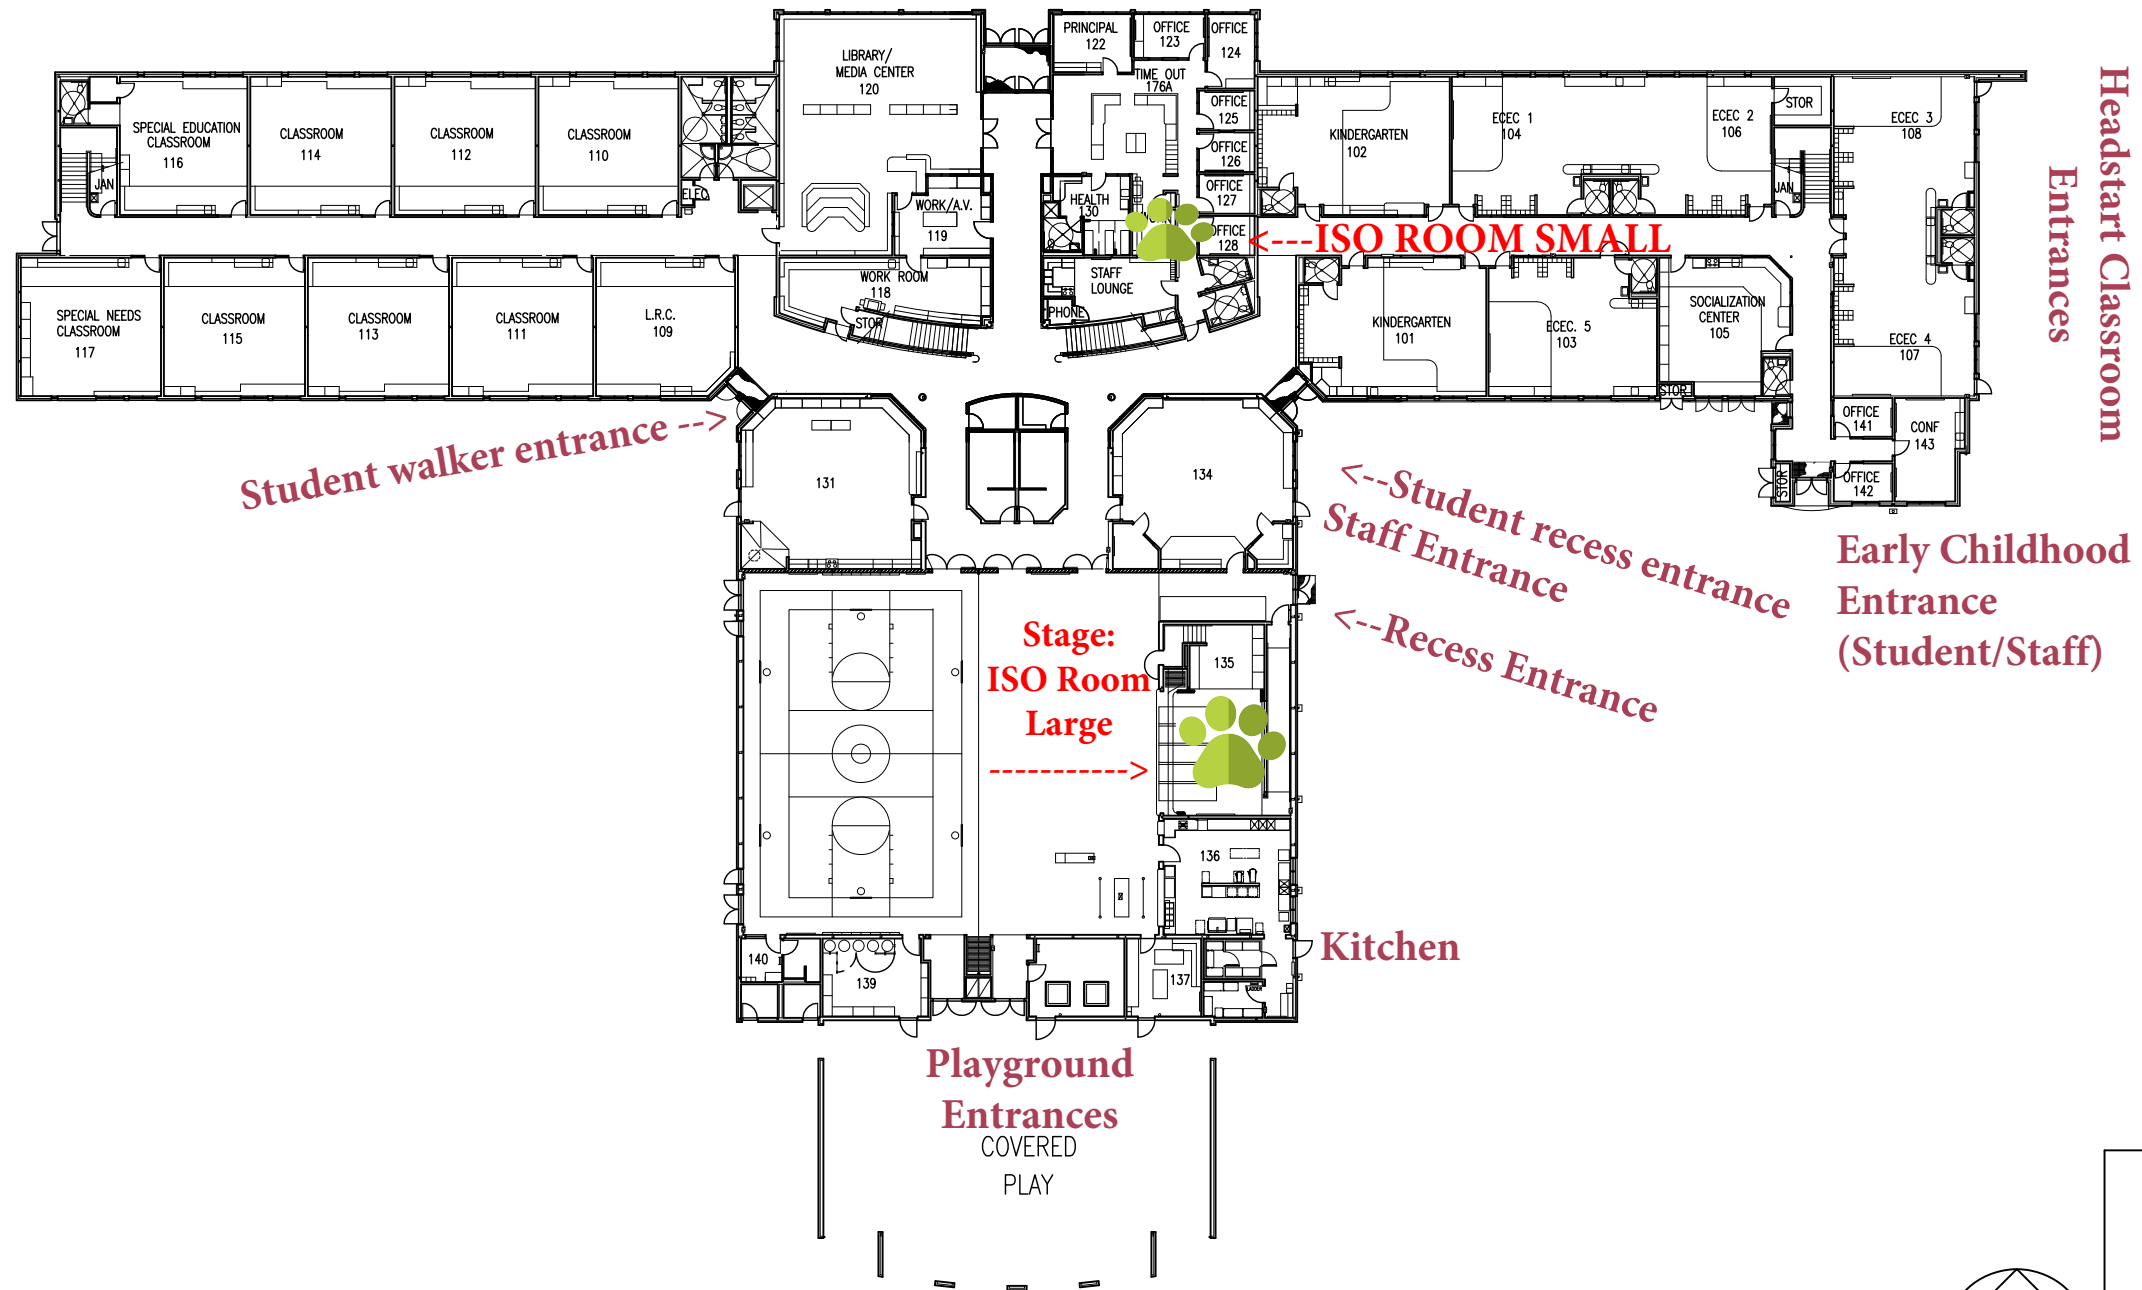 PRINCIPAL
122
OFFICE
123
OFFICE
124
LIBRARY/
MEDIA CENTER
120
TIME OUT
176A
OFFICE
125
OFFICE
126
OFFICE
127
OFFICE
128
SPECIAL EDUCATION
CLASSROOM
116
CLASSROOM
114
CLASSROOM
112
CLASSROOM
110
JAN
ELEC
WORK/A.V.
119
HEALTH
130
KINDERGARTEN
102
ECEC 1
104
ECEC 2
106
STOR
JAN
ECEC 3
108
<---ISO ROOM SMALL
Headstart Classroom
Entrances
SPECIAL NEEDS
CLASSROOM
117
CLASSROOM
115
CLASSROOM
113
CLASSROOM
111
L.R.C.
109
WORK ROOM
118
STOR
STAFF
LOUNGE
PHONE
KINDERGARTEN
101
ECEC. 5
103
SOCIALIZATION
CENTER
105
STOR
ECEC 4
107
OFFICE
141
CONF
143
OFFICE
142
STOR
Student walker entrance -->
131
134
<--Student recess entrance
Staff Entrance
Early Childhood
Entrance
(Student/Staff)
<--Recess Entrance
Stage:
ISO Room
Large
----------->
135
136
Kitchen
140
139
137
LADDER
Playground
Entrances
COVERED
PLAY